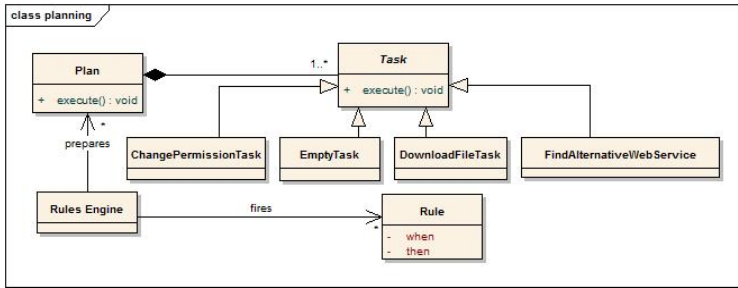 class planning
Plan
+ execute() : void
1..*
Task
+ execute() : void
*
prepares
ChangePermissionTask
EmptyTask
DownloadFileTask
FindAlternativeWebService
Rules Engine
fires
*
Rule
- when
- then